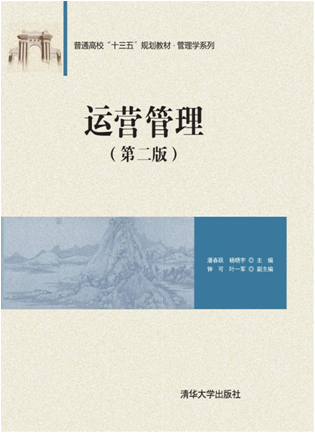 普通高校“十三五”规划教材·管理学系列
运营管理
（第二版）
潘春跃 杨晓宇 ◎ 主 编
钟 可 叶一军 ◎ 副主编
清华大学出版社